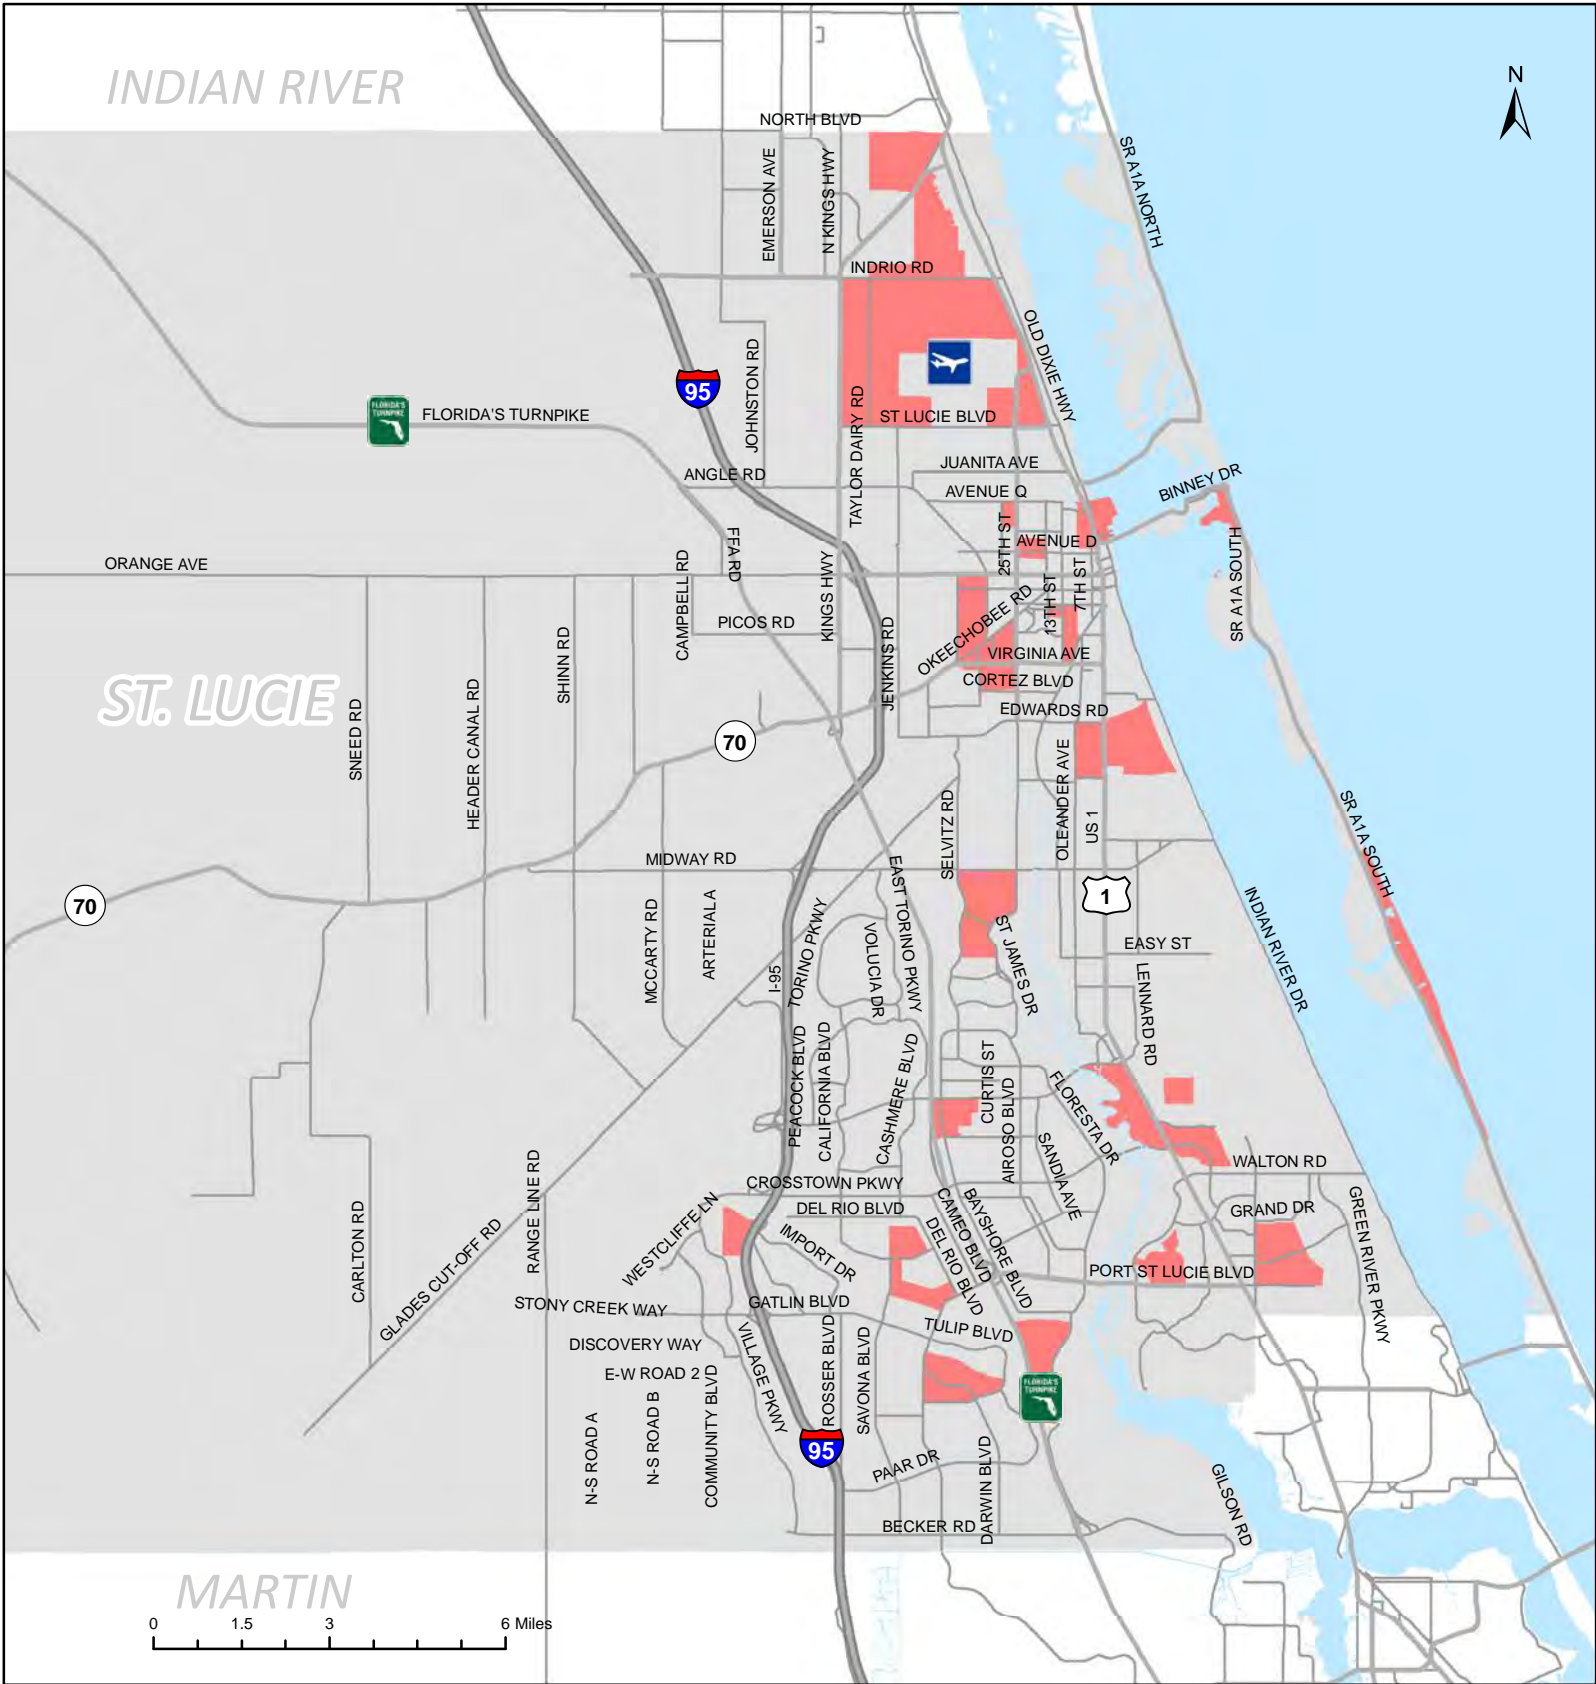 INDIAN RIVER
N
NORTH BLVD
SR A1A NORTH
EMERSON AVE
N KINGS HWY
INDRIO RD
OLD DIXIE HWY
JOHNSTON RD
95
FLORIDA'S TURNPIKE
FLORIDA'S TURNPIKE
TAYLOR DAIRY RD
ST LUCIE BLVD
JUANITA AVE
ANGLE RD
BINNEY DR
AVENUE Q
25TH ST
AVENUE D
SR A1A SOUTH
FFA RD
ORANGE AVE
CAMPBELL RD
KINGS HWY
13TH ST
7TH ST
OKEECHOBEE RD
PICOS RD
JENKINS RD
SHINN RD
VIRGINIA AVE
CORTEZ BLVD
ST. LUCIE
SNEED RD
HEADER CANAL RD
EDWARDS RD
70
OLEANDER AVE
US 1
SELVITZ RD
SR A1A SOUTH
MIDWAY RD
70
1
EAST TORINO PKWY
MCCARTY RD
ARTERIAL A
TORINO PKWY
VOLUCIA DR
ST JAMES DR
EASY ST
INDIAN RIVER DR
LENNARD RD
I-95
PEACOCK BLVD
CALIFORNIA BLVD
CASHMERE BLVD
CURTIS ST
AIROSO BLVD
FLORESTA DR
SANDIA AVE
WALTON RD
RANGE LINE RD
CROSSTOWN PKWY
WESTCLIFFE LN
DEL RIO BLVD
CAMEO BLVD
BAYSHORE BLVD
DEL RIO BLVD
GRAND DR
GREEN RIVER PKWY
CARLTON RD
GLADES CUT-OFF RD
IMPORT DR
PORT ST LUCIE BLVD
STONY CREEK WAY
GATLIN BLVD
TULIP BLVD
DISCOVERY WAY
VILLAGE PKWY
ROSSER BLVD
SAVONA BLVD
E-W ROAD 2
FLORIDA'S TURNPIKE
N-S ROAD A
N-S ROAD B
COMMUNITY BLVD
95
PAAR DR
DARWIN BLVD
GILSON RD
BECKER RD
MARTIN
0 1.5 3 6 Miles